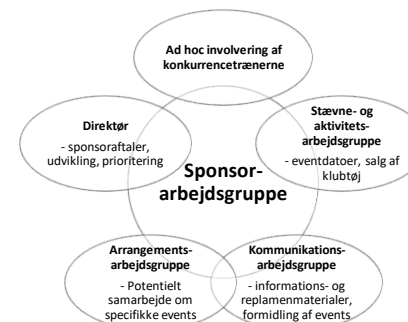 Ad hoc involvering af
konkurrencetrænerne
Direktør
- sponsoraftaler,
udvikling, prioritering
Stævne- og
aktivitets-
arbejdsgruppe
- eventdatoer, salg af
klubtøj
Sponsor-
arbejdsgruppe
Arrangements-
arbejdsgruppe
- Potentielt
samarbejde om
specifikke events
Kommunikations-
arbejdsgruppe
- informations- og
replamenmaterialer,
formidling af events